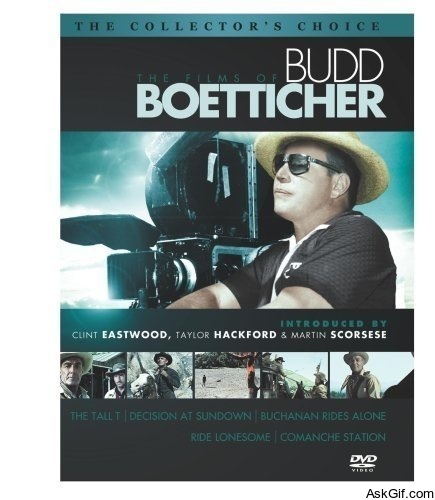 THE COLLECTOR'S CHOICE
THE FILMS OF BUDD
BOETTICHER
INTRODUCED BY
CLINT EASTWOOD, TAYLOR HACKFORD & MARTIN SCORSESE
THE TALL T | DECISION AT SUNDOWN | BUCHANAN RIDES ALONE
RIDE LONESOME | COMANCHE STATION
DVD
VIDEO
AskGif.com